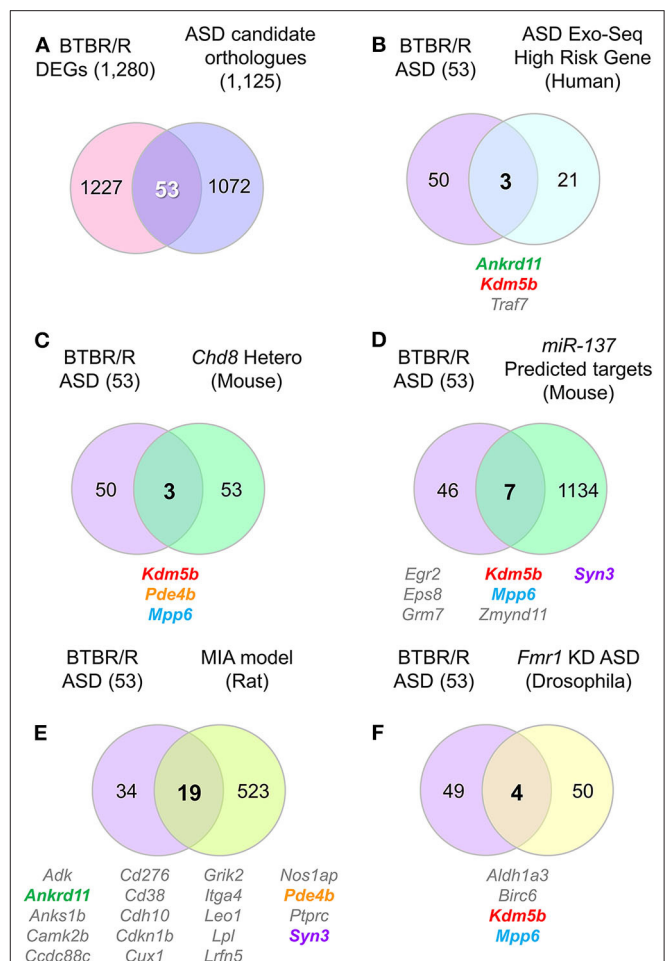 A
BTBR/R
DEGs (1,280)
ASD candidate
orthologues
(1,125)
1227
53
1072
B
BTBR/R
ASD (53)
ASD Exo-Seq
High Risk Gene
(Human)
50
3
21
Ankrd11
Kdm5b
Traf7
C
BTBR/R
ASD (53)
Chd8 Hetero
(Mouse)
50
3
53
Kdm5b
Pde4b
Mpp6
D
BTBR/R
ASD (53)
miR-137
Predicted targets
(Mouse)
46
7
1134
Egr2 Kdm5b Syn3
Eps8 Mpp6
Grm7 Zmynd11
BTBR/R
ASD (53)
MIA model
(Rat)
E
34
19
523
Adk Cd276 Grik2 Nos1ap
Ankrd11 Cd38 Itga4 Pde4b
Anks1b Cdh10 Leo1 Ptprc
Camk2b Cdkn1b Lpl Syn3
Ccdc88c Cux1 Lrfn5
BTBR/R
ASD (53)
Fmr1 KD ASD
(Drosophila)
F
49
4
50
Aldh1a3
Birc6
Kdm5b
Mpp6